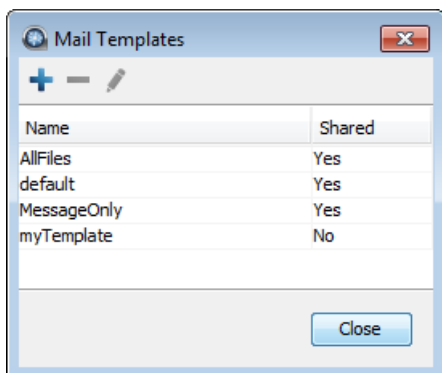 Mail Templates
Name Shared
AllFiles Yes
default Yes
MessageOnly Yes
myTemplate No
Close